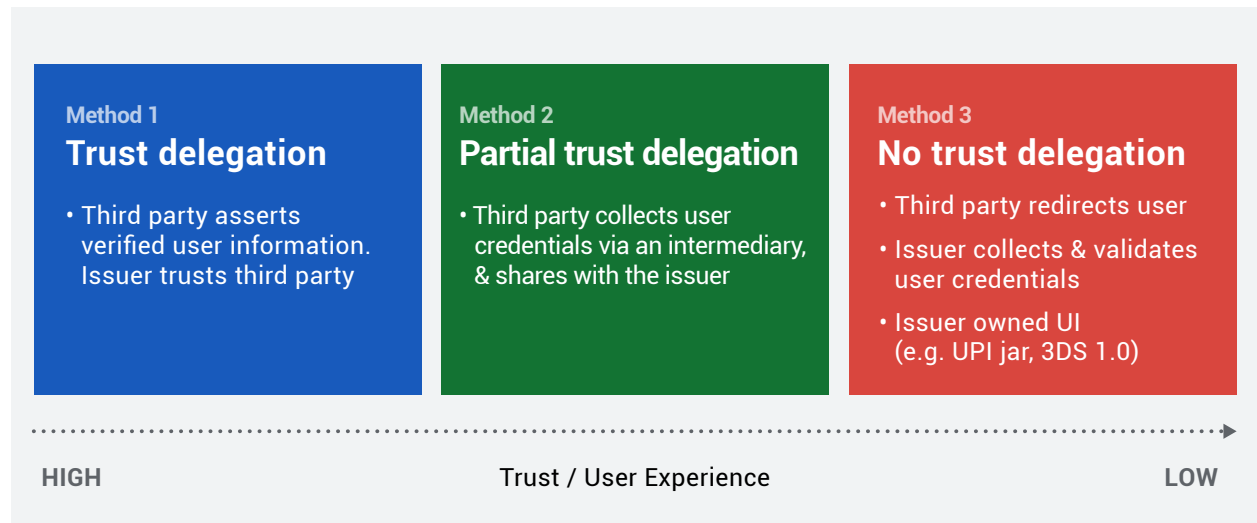 Method 1
Trust delegation
• Third party asserts
verified user information.
Issuer trusts third party
Method 2
Partial trust delegation
• Third party collects user
credentials via an intermediary,
& shares with the issuer
Method 3
No trust delegation
• Third party redirects user
• Issuer collects & validates
user credentials
• Issuer owned UI
(e.g. UPI jar, 3DS 1.0)
HIGH
Trust / User Experience
LOW